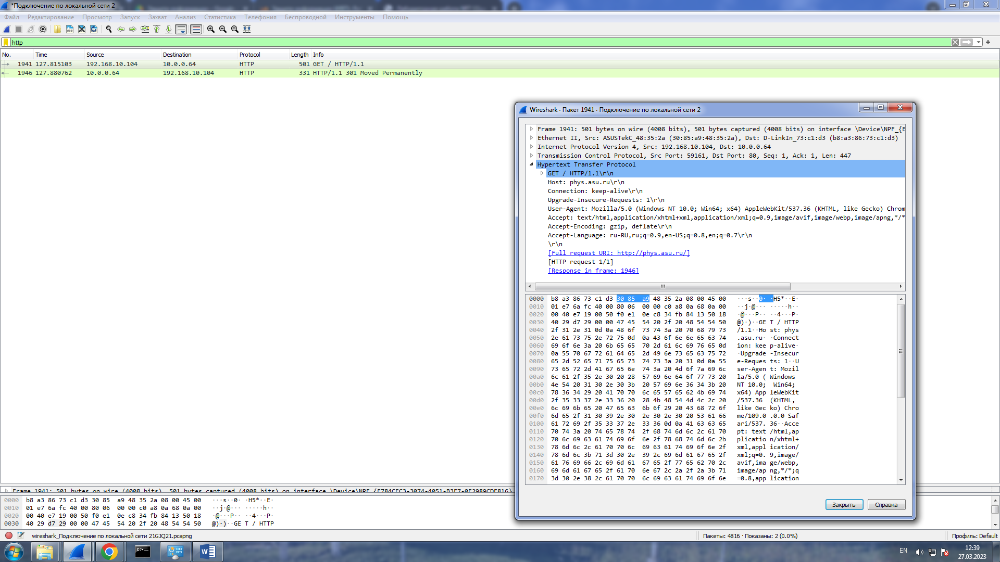 *Подключение по локальной сети 2
Файл Редактирование Просмотр Запуск Захват Анализ Статистика Телефония Беспроводной Инструменты Помощь
http
No. Time Source Destination Protocol Length Info
1941 127.815103 192.168.10.104 10.0.0.64 HTTP 501 GET / HTTP/1.1
1946 127.880762 10.0.0.64 192.168.10.104 HTTP 331 HTTP/1.1 301 Moved Permanently
Wireshark · Пакет 1941 · Подключение по локальной сети 2
Frame 1941: 501 bytes on wire (4008 bits), 501 bytes captured (4008 bits) on interface \Device\NPF_{E
Ethernet II, Src: ASUSTekC_48:35:2a (30:85:a9:48:35:2a), Dst: D-LinkIn_73:c1:d3 (b8:a3:86:73:c1:d3)
Internet Protocol Version 4, Src: 192.168.10.104, Dst: 10.0.0.64
Transmission Control Protocol, Src Port: 59161, Dst Port: 80, Seq: 1, Ack: 1, Len: 447
Hypertext Transfer Protocol
GET / HTTP/1.1\r\n
Host: phys.asu.ru\r\n
Connection: keep-alive\r\n
Upgrade-Insecure-Requests: 1\r\n
User-Agent: Mozilla/5.0 (Windows NT 10.0; Win64; x64) AppleWebKit/537.36 (KHTML, like Gecko) Chrom
Accept: text/html,application/xhtml+xml,application/xml;q=0.9,image/avif,image/webp,image/apng,*/*
Accept-Encoding: gzip, deflate\r\n
Accept-Language: ru-RU,ru;q=0.9,en-US;q=0.8,en;q=0.7\r\n
\r\n
[Full request URI: http://phys.asu.ru/]
[HTTP request 1/1]
[Response in frame: 1946]
0000 b8 a3 86 73 c1 d3 30 85 a9 48 35 2a 08 00 45 00 ···s··0· ·H5*··E·
0010 01 e7 6a fc 40 00 80 06 00 00 c0 a8 0a 68 0a 00 ··j·@··· ·····h··
0020 00 40 e7 19 00 50 f0 e1 0e c8 34 fb 84 13 50 18 ·@···P·· ··4···P·
0030 40 29 d7 29 00 00 47 45 54 20 2f 20 48 54 54 50 @)·)··GE T / HTTP
0040 2f 31 2e 31 0d 0a 48 6f 73 74 3a 20 70 68 79 73 /1.1··Ho st: phys
0050 2e 61 73 75 2e 72 75 0d 0a 43 6f 6e 6e 65 63 74 .asu.ru· ·Connect
0060 69 6f 6e 3a 20 6b 65 65 70 2d 61 6c 69 76 65 0d ion: kee p-alive·
0070 0a 55 70 67 72 61 64 65 2d 49 6e 73 65 63 75 72 ·Upgrade -Insecur
0080 65 2d 52 65 71 75 65 73 74 73 3a 20 31 0d 0a 55 e-Reques ts: 1··U
0090 73 65 72 2d 41 67 65 6e 74 3a 20 4d 6f 7a 69 6c ser-Agen t: Mozil
00a0 6c 61 2f 35 2e 30 20 28 57 69 6e 64 6f 77 73 20 la/5.0 ( Windows
00b0 4e 54 20 31 30 2e 30 3b 20 57 69 6e 36 34 3b 20 NT 10.0; Win64;
00c0 78 36 34 29 20 41 70 70 6c 65 57 65 62 4b 69 74 x64) App leWebKit
00d0 2f 35 33 37 2e 33 36 20 28 4b 48 54 4d 4c 2c 20 /537.36 (KHTML,
00e0 6c 69 6b 65 20 47 65 63 6b 6f 29 20 43 68 72 6f like Gec ko) Chro
00f0 6d 65 2f 31 30 39 2e 30 2e 30 2e 30 20 53 61 66 me/109.0 .0.0 Saf
0100 61 72 69 2f 35 33 37 2e 33 36 0d 0a 41 63 63 65 ari/537. 36··Acce
0110 70 74 3a 20 74 65 78 74 2f 68 74 6d 6c 2c 61 70 pt: text /html,ap
0120 70 6c 69 63 61 74 69 6f 6e 2f 78 68 74 6d 6c 2b plicatio n/xhtml+
0130 78 6d 6c 2c 61 70 70 6c 69 63 61 74 69 6f 6e 2f xml,appl ication/
0140 78 6d 6c 3b 71 3d 30 2e 39 2c 69 6d 61 67 65 2f xml;q=0. 9,image/
0150 61 76 69 66 2c 69 6d 61 67 65 2f 77 65 62 70 2c avif,ima ge/webp,
0160 69 6d 61 67 65 2f 61 70 6e 67 2c 2a 2f 2a 3b 71 image/ap ng,*/*;q
0170 3d 30 2e 38 2c 61 70 70 6c 69 63 61 74 69 6f 6e =0.8,app lication
Закрыть Справка
Frame 1941: 501 bytes on wire (4008 bits), 501 bytes captured (4008 bits) on interface \Device\NPF_{E784CFC3-3074-4051-B3E7-0F2989CDE816}
0000 b8 a3 86 73 c1 d3 30 85 a9 48 35 2a 08 00 45 00 ···s··0· ·H5*··E·
0010 01 e7 6a fc 40 00 80 06 00 00 c0 a8 0a 68 0a 00 ··j·@··· ·····h··
0020 00 40 e7 19 00 50 f0 e1 0e c8 34 fb 84 13 50 18 ·@···P·· ··4···P·
0030 40 29 d7 29 00 00 47 45 54 20 2f 20 48 54 54 50 @)·)··GE T / HTTP
wireshark_Подключение по локальной сети 21GJQ21.pcapng
Пакеты: 4816 · Показаны: 2 (0.0%)
Профиль: Default
EN
12:39
27.03.2023